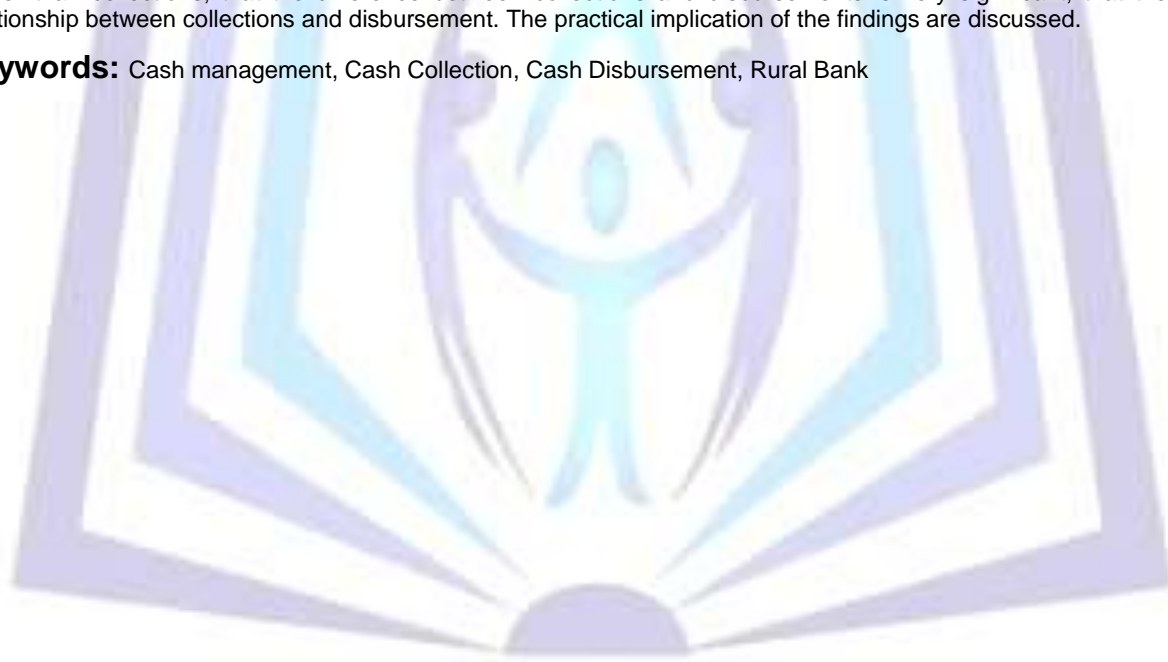 tionship between collections and disbursement. The practical implication of the findings are discussed.
ywords: Cash management, Cash Collection, Cash Disbursement, Rural Bank